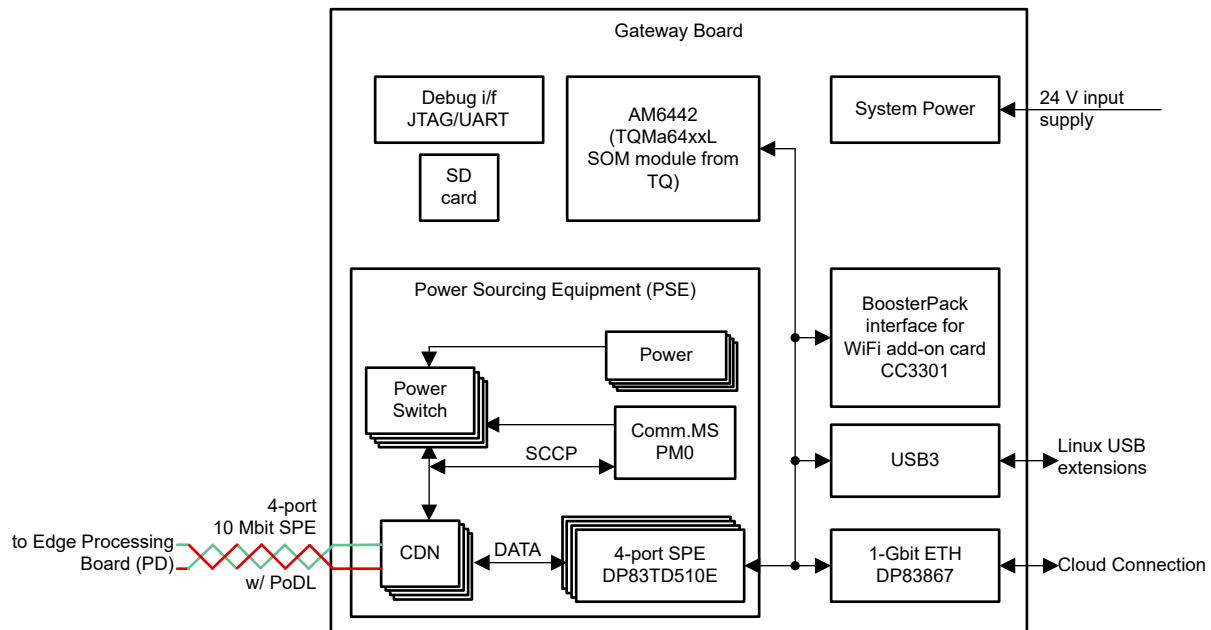 Gateway Board
Debug i/f
JTAG/UART
SD
card
AM6442
(TQMa64xxL
SOM module from
TQ)
System Power
24 V input
supply
Power Sourcing Equipment (PSE)
Power
Power
Switch
Comm.MS
PM0
SCCP
BoosterPack
interface for
WiFi add-on card
CC3301
USB3
Linux USB
extensions
4-port
10 Mbit SPE
to Edge Processing
Board (PD)
w/ PoDL
CDN
DATA
4-port SPE
DP83TD510E
1-Gbit ETH
DP83867
Cloud Connection